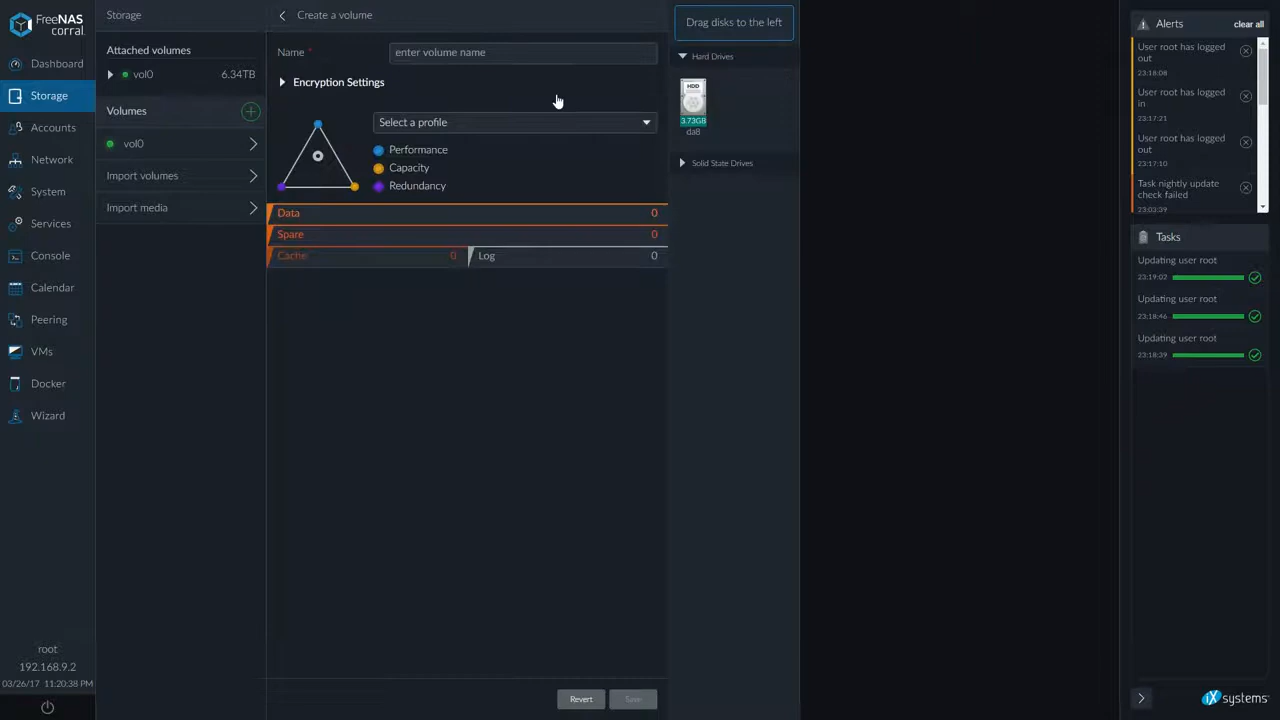 FreeNAS
corral.
Dashboard
Storage
Accounts
Network
System
Services
Console
Calendar
Peering
VMs
Docker
Wizard
root
192.168.9.2
03/26/17 11:20:38 PM
Storage
Attached volumes
vol0 6.34TB
Volumes
vol0
Import volumes
Import media
Create a volume
Name *
enter volume name
Encryption Settings
Select a profile
Performance
Capacity
Redundancy
Data 0
Spare 0
Cache 0
Log 0
Revert
Save
Drag disks to the left
Hard Drives
HDD
3.73GB
da8
Solid State Drives
Alerts clear all
User root has logged
out
23:18:08
User root has logged
in
23:17:21
User root has logged
out
23:17:10
Task nightly update
check failed
23:03:39
Tasks
Updating user root
23:19:02
Updating user root
23:18:46
Updating user root
23:18:39
iX systems